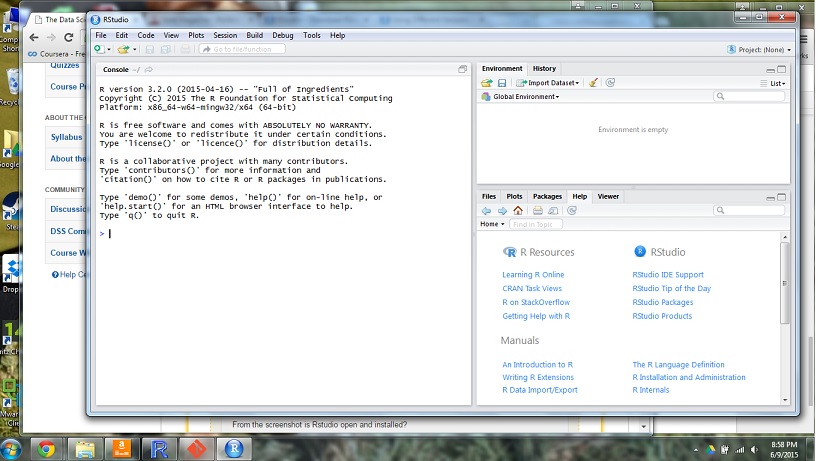 The Data Sci
RStudio
Coursera - Fre
File Edit Code View Plots Session Build Debug Tools Help
Go to file/function
Project: (None)
Console ~/
R version 3.2.0 (2015-04-16) -- "Full of Ingredients"
Copyright (C) 2015 The R Foundation for Statistical Computing
Platform: x86_64-w64-mingw32/x64 (64-bit)
R is free software and comes with ABSOLUTELY NO WARRANTY.
You are welcome to redistribute it under certain conditions.
Type 'license()' or 'licence()' for distribution details.
R is a collaborative project with many contributors.
Type 'contributors()' for more information and
'citation()' on how to cite R or R packages in publications.
Type 'demo()' for some demos, 'help()' for on-line help, or
'help.start()' for an HTML browser interface to help.
Type 'q()' to quit R.
>
Environment History
Import Dataset
List
Global Environment
Environment is empty
Files Plots Packages Help Viewer
Home Find in Topic
R Resources
Learning R Online
CRAN Task Views
R on StackOverflow
Getting Help with R
RStudio
RStudio IDE Support
RStudio Tip of the Day
RStudio Packages
RStudio Products
Manuals
An Introduction to R
Writing R Extensions
R Data Import/Export
The R Language Definition
R Installation and Administration
R Internals
Quizzes
Course Pr
ABOUT THE
Syllabus
About the
COMMUNITY
Discussio
DSS Comm
Course Wi
Help Ce
Recyc
Google
Stea
Drop
Mwar
Clie
From the screenshot is Rstudio open and installed?
8:58 PM
6/9/2015